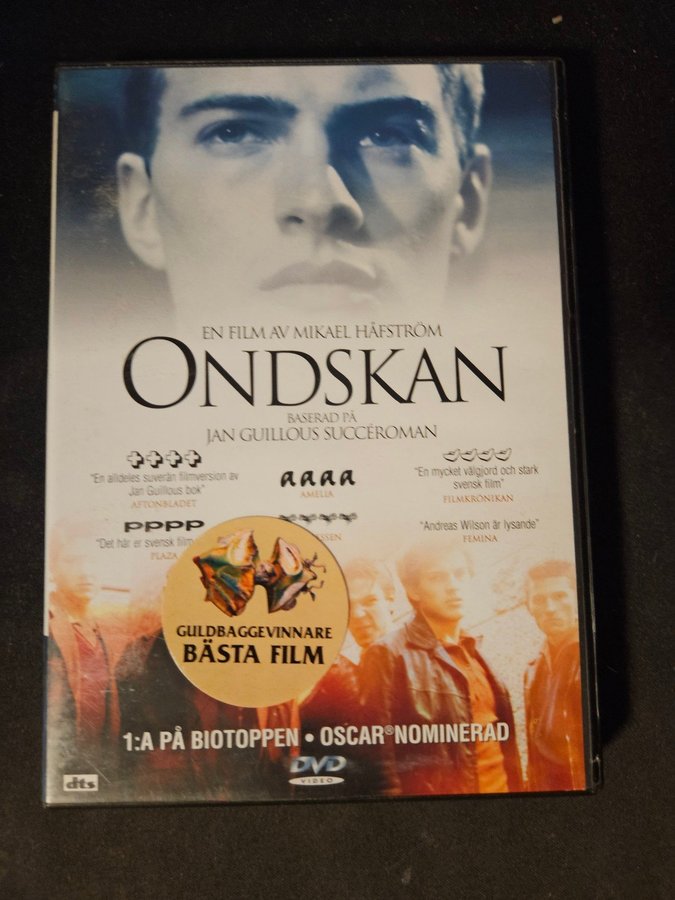 EN FILM AV MIKAEL HÅFSTRÖM
ONDSKAN
BASERAD PÅ
JAN GUILLOUS SUCCÉROMAN
"En alldeles suverän filmversion av
Jan Guillous bok"
AFTONBLADET
aaaa
AMELIA
"En mycket välgjord och stark
svensk film"
FILMKRÖNIKAN
PPPP
"Det här är svensk film
PLAZA
"Andreas Wilson är lysande"
FEMINA
GULDBAGGEVINNARE
BÄSTA FILM
1:A PÅ BIOTOPPEN • OSCAR®NOMINERAD
DVD
VIDEO
dts